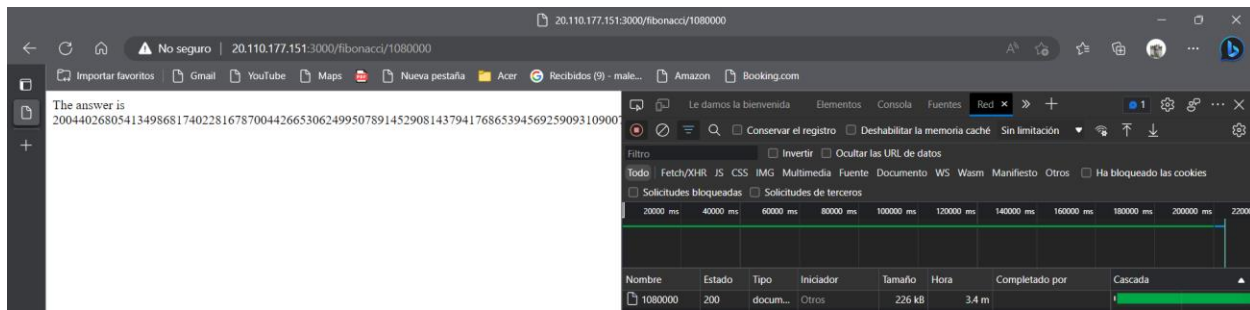 20.110.177.151:3000/fibonacci/1080000
No seguro | 20.110.177.151:3000/fibonacci/1080000
Importar favoritos Gmail YouTube Maps Nueva pestaña Acer Recibidos (9) - male... Amazon Booking.com
The answer is
2004402680541349868174022816787004426653062499507891452908143794176865394569259093109007
Le damos la bienvenida Elementos Consola Fuentes Red
1
Conservar el registro Deshabilitar la memoria caché Sin limitación
Filtro Invertir Ocultar las URL de datos
Todo Fetch/XHR JS CSS IMG Multimedia Fuente Documento WS Wasm Manifiesto Otros Ha bloqueado las cookies
Solicitudes bloqueadas Solicitudes de terceros
20000 ms 40000 ms 60000 ms 80000 ms 100000 ms 120000 ms 140000 ms 160000 ms 180000 ms 200000 ms 2200
Nombre Estado Tipo Iniciador Tamaño Hora Completado por Cascada
1080000 200 docum... Otros 226 kB 3.4 m